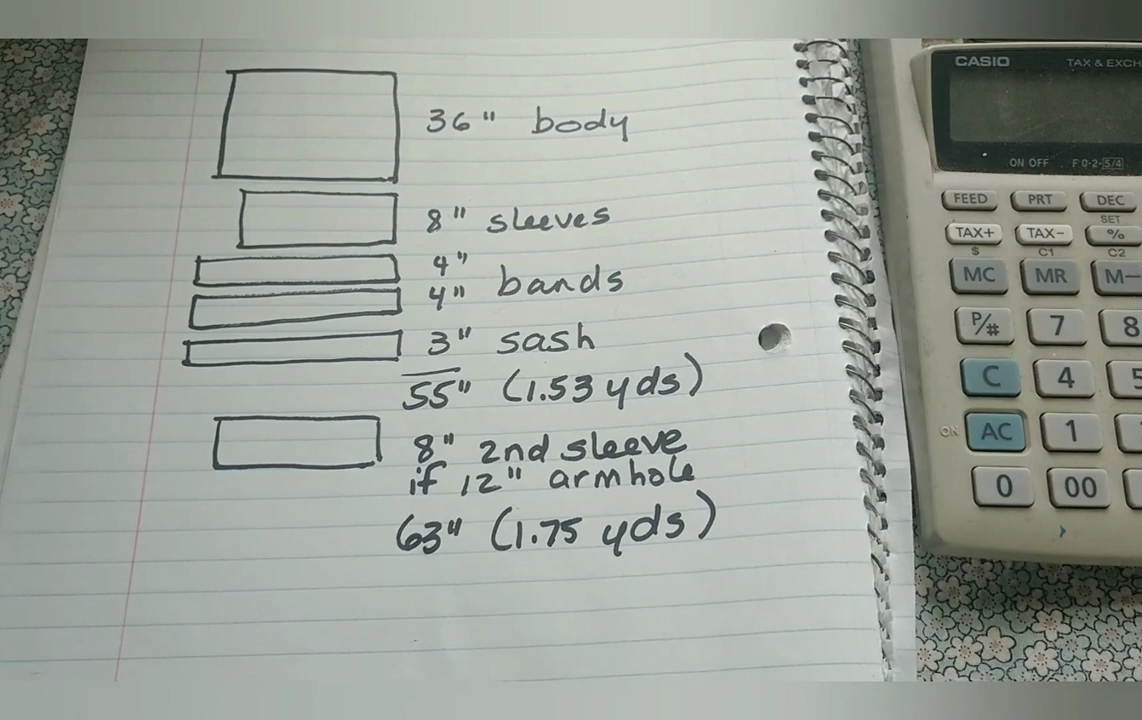 36" body
8" sleeves
4"
4" bands
3" sash
55" (1.53 yds)
8" 2nd sleeve
if 12" armhole
63" (1.75 yds)
CASIO TAX & EXCH
ON OFF F 0-2-5/4
FEED PRT DEC
SET
TAX+ TAX- %
$ C1 C2
MC MR M-
P/# 7 8
C 4 5
ON AC 1
0 00